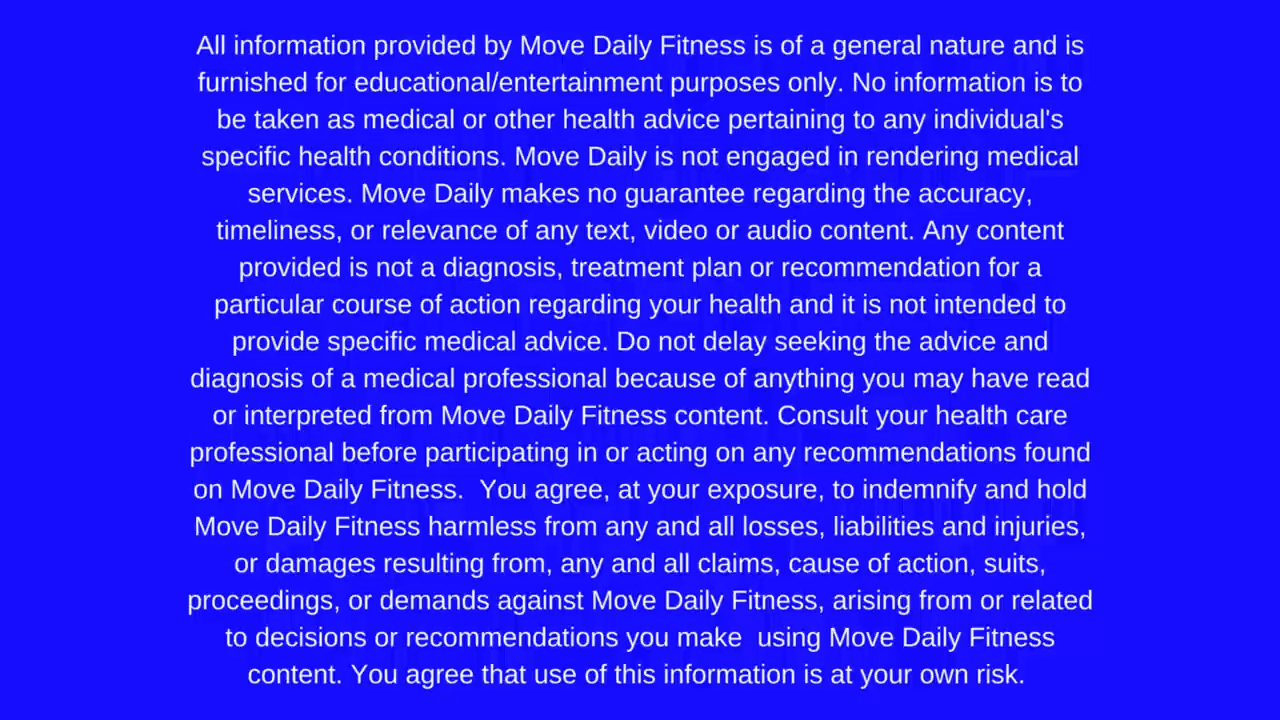 All information provided by Move Daily Fitness is of a general nature and is
furnished for educational/entertainment purposes only. No information is to
be taken as medical or other health advice pertaining to any individual's
specific health conditions. Move Daily is not engaged in rendering medical
services. Move Daily makes no guarantee regarding the accuracy,
timeliness, or relevance of any text, video or audio content. Any content
provided is not a diagnosis, treatment plan or recommendation for a
particular course of action regarding your health and it is not intended to
provide specific medical advice. Do not delay seeking the advice and
diagnosis of a medical professional because of anything you may have read
or interpreted from Move Daily Fitness content. Consult your health care
professional before participating in or acting on any recommendations found
on Move Daily Fitness.  You agree, at your exposure, to indemnify and hold
Move Daily Fitness harmless from any and all losses, liabilities and injuries,
or damages resulting from, any and all claims, cause of action, suits,
proceedings, or demands against Move Daily Fitness, arising from or related
to decisions or recommendations you make  using Move Daily Fitness
content. You agree that use of this information is at your own risk.